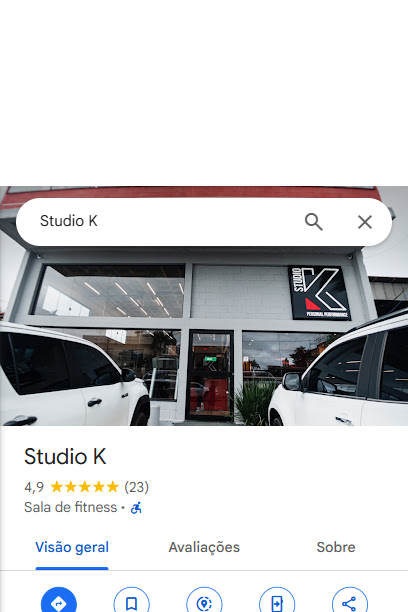 Studio K
STUDIO
K
PERSONAL PERFORMANCE
Studio K
4,9 (23)
Sala de fitness ·
Visão geral Avaliações Sobre